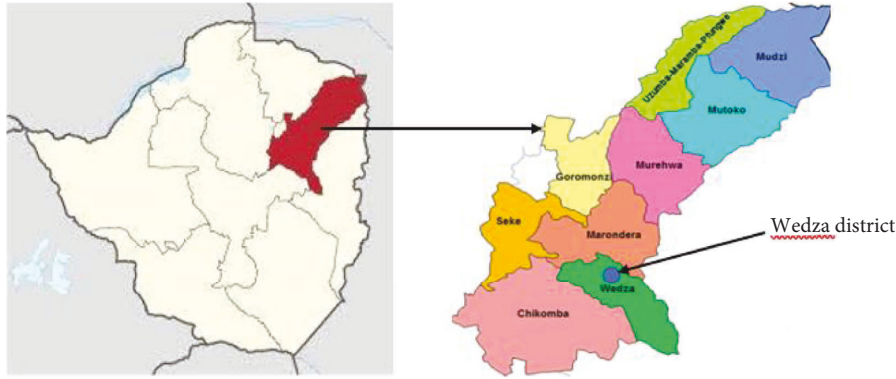 Uzumba-Maramba-Pfungwe
Mudzi
Mutoko
Murehwa
Goromonzi
Seke
Marondera
Wedza district
Wedza
Chikomba